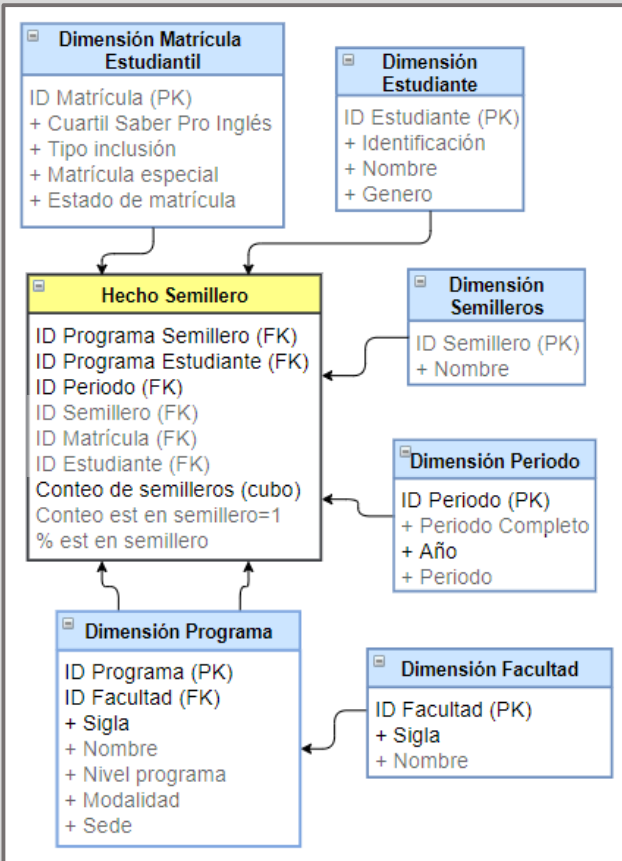 Dimensión Matrícula
Estudiantil
ID Matrícula (PK)
+ Cuartil Saber Pro Inglés
+ Tipo inclusión
+ Matrícula especial
+ Estado de matrícula
Dimensión
Estudiante
ID Estudiante (PK)
+ Identificación
+ Nombre
+ Genero
Hecho Semillero
ID Programa Semillero (FK)
ID Programa Estudiante (FK)
ID Periodo (FK)
ID Semillero (FK)
ID Matrícula (FK)
ID Estudiante (FK)
Conteo de semilleros (cubo)
Conteo est en semillero=1
% est en semillero
Dimensión
Semilleros
ID Semillero (PK)
+ Nombre
Dimensión Periodo
ID Periodo (PK)
+ Periodo Completo
+ Año
+ Periodo
Dimensión Programa
ID Programa (PK)
ID Facultad (FK)
+ Sigla
+ Nombre
+ Nivel programa
+ Modalidad
+ Sede
Dimensión Facultad
ID Facultad (PK)
+ Sigla
+ Nombre